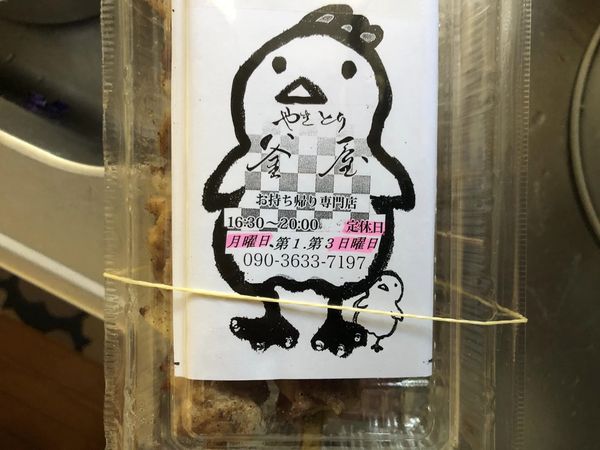 やきとり
釜屋
お持ち帰り専門店
16:30〜20:00 定休日
月曜日、第1.第3日曜日
090-3633-7197